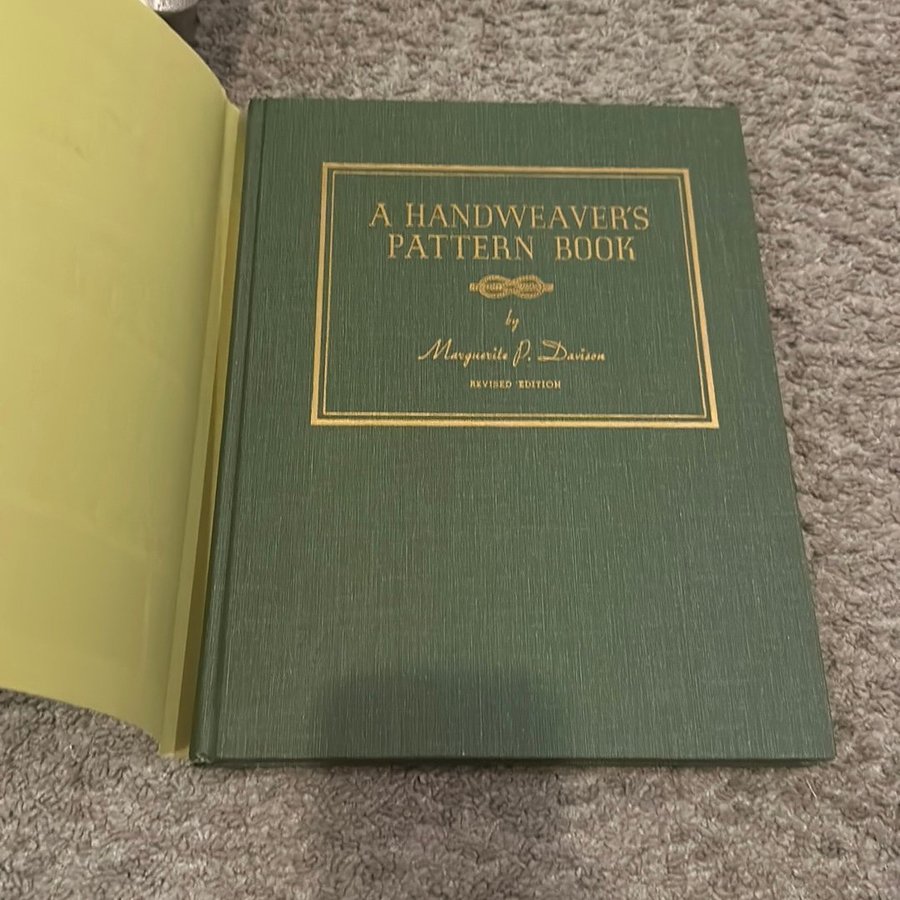 A HANDWEAVER'S
PATTERN BOOK
by
Marguerite P. Davison
REVISED EDITION